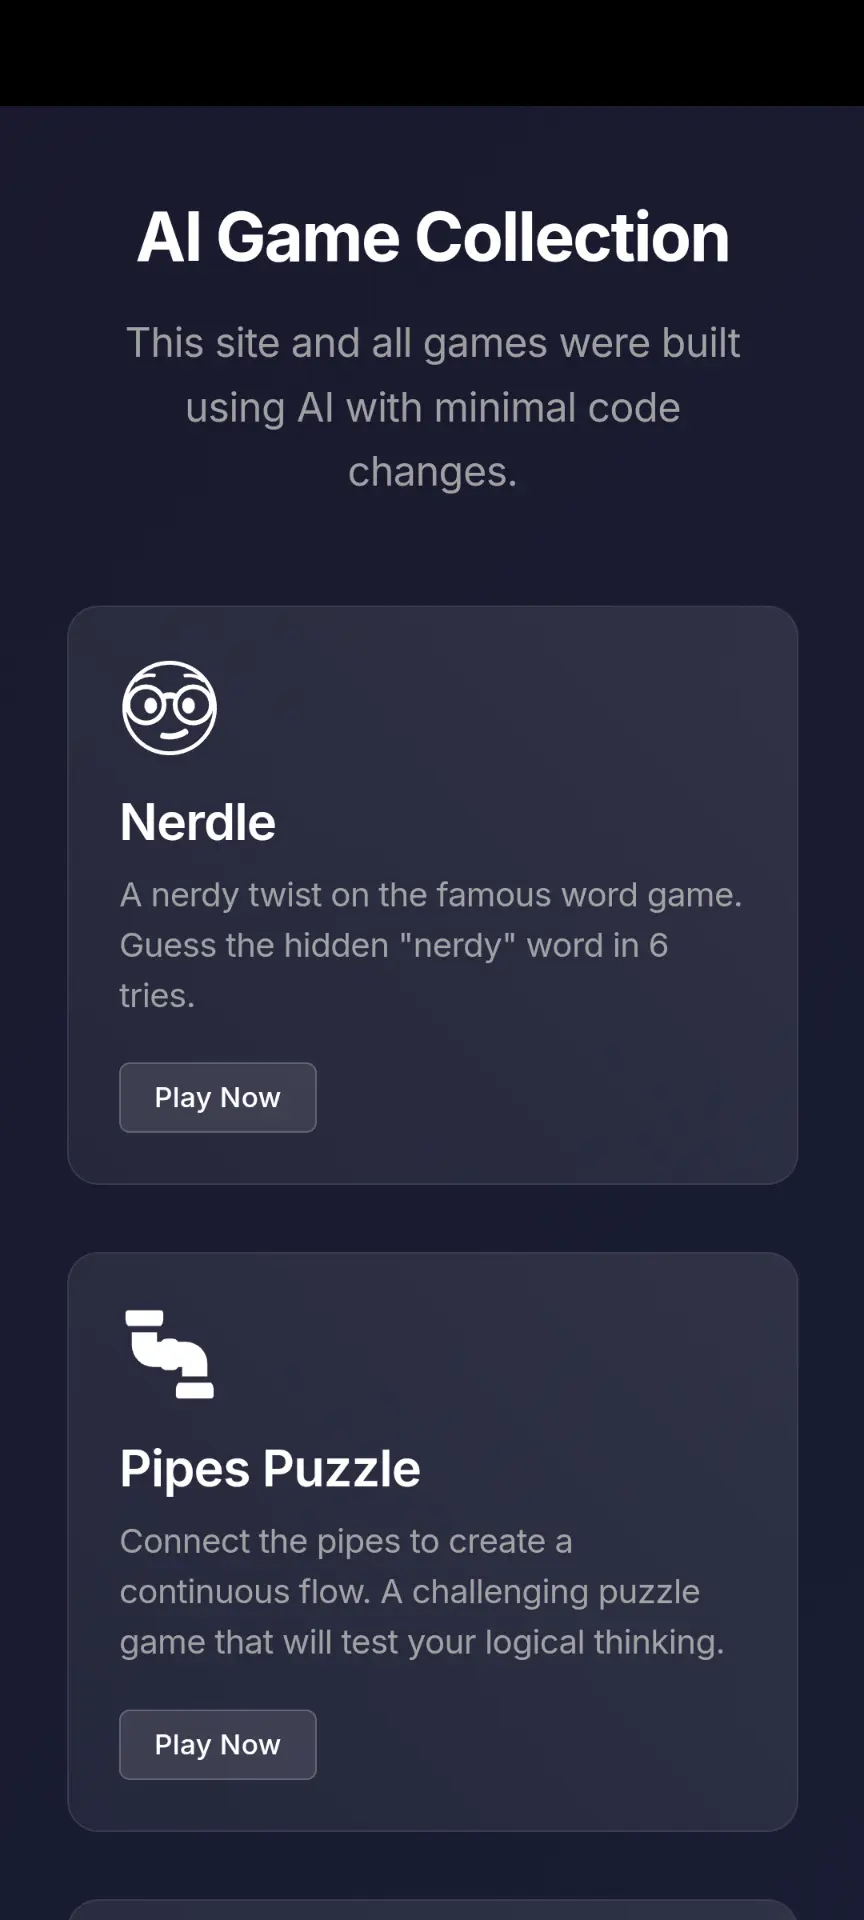 AI Game Collection
This site and all games were built
using AI with minimal code
changes.
Nerdle
A nerdy twist on the famous word game.
Guess the hidden "nerdy" word in 6
tries.
Play Now
Pipes Puzzle
Connect the pipes to create a
continuous flow. A challenging puzzle
game that will test your logical thinking.
Play Now